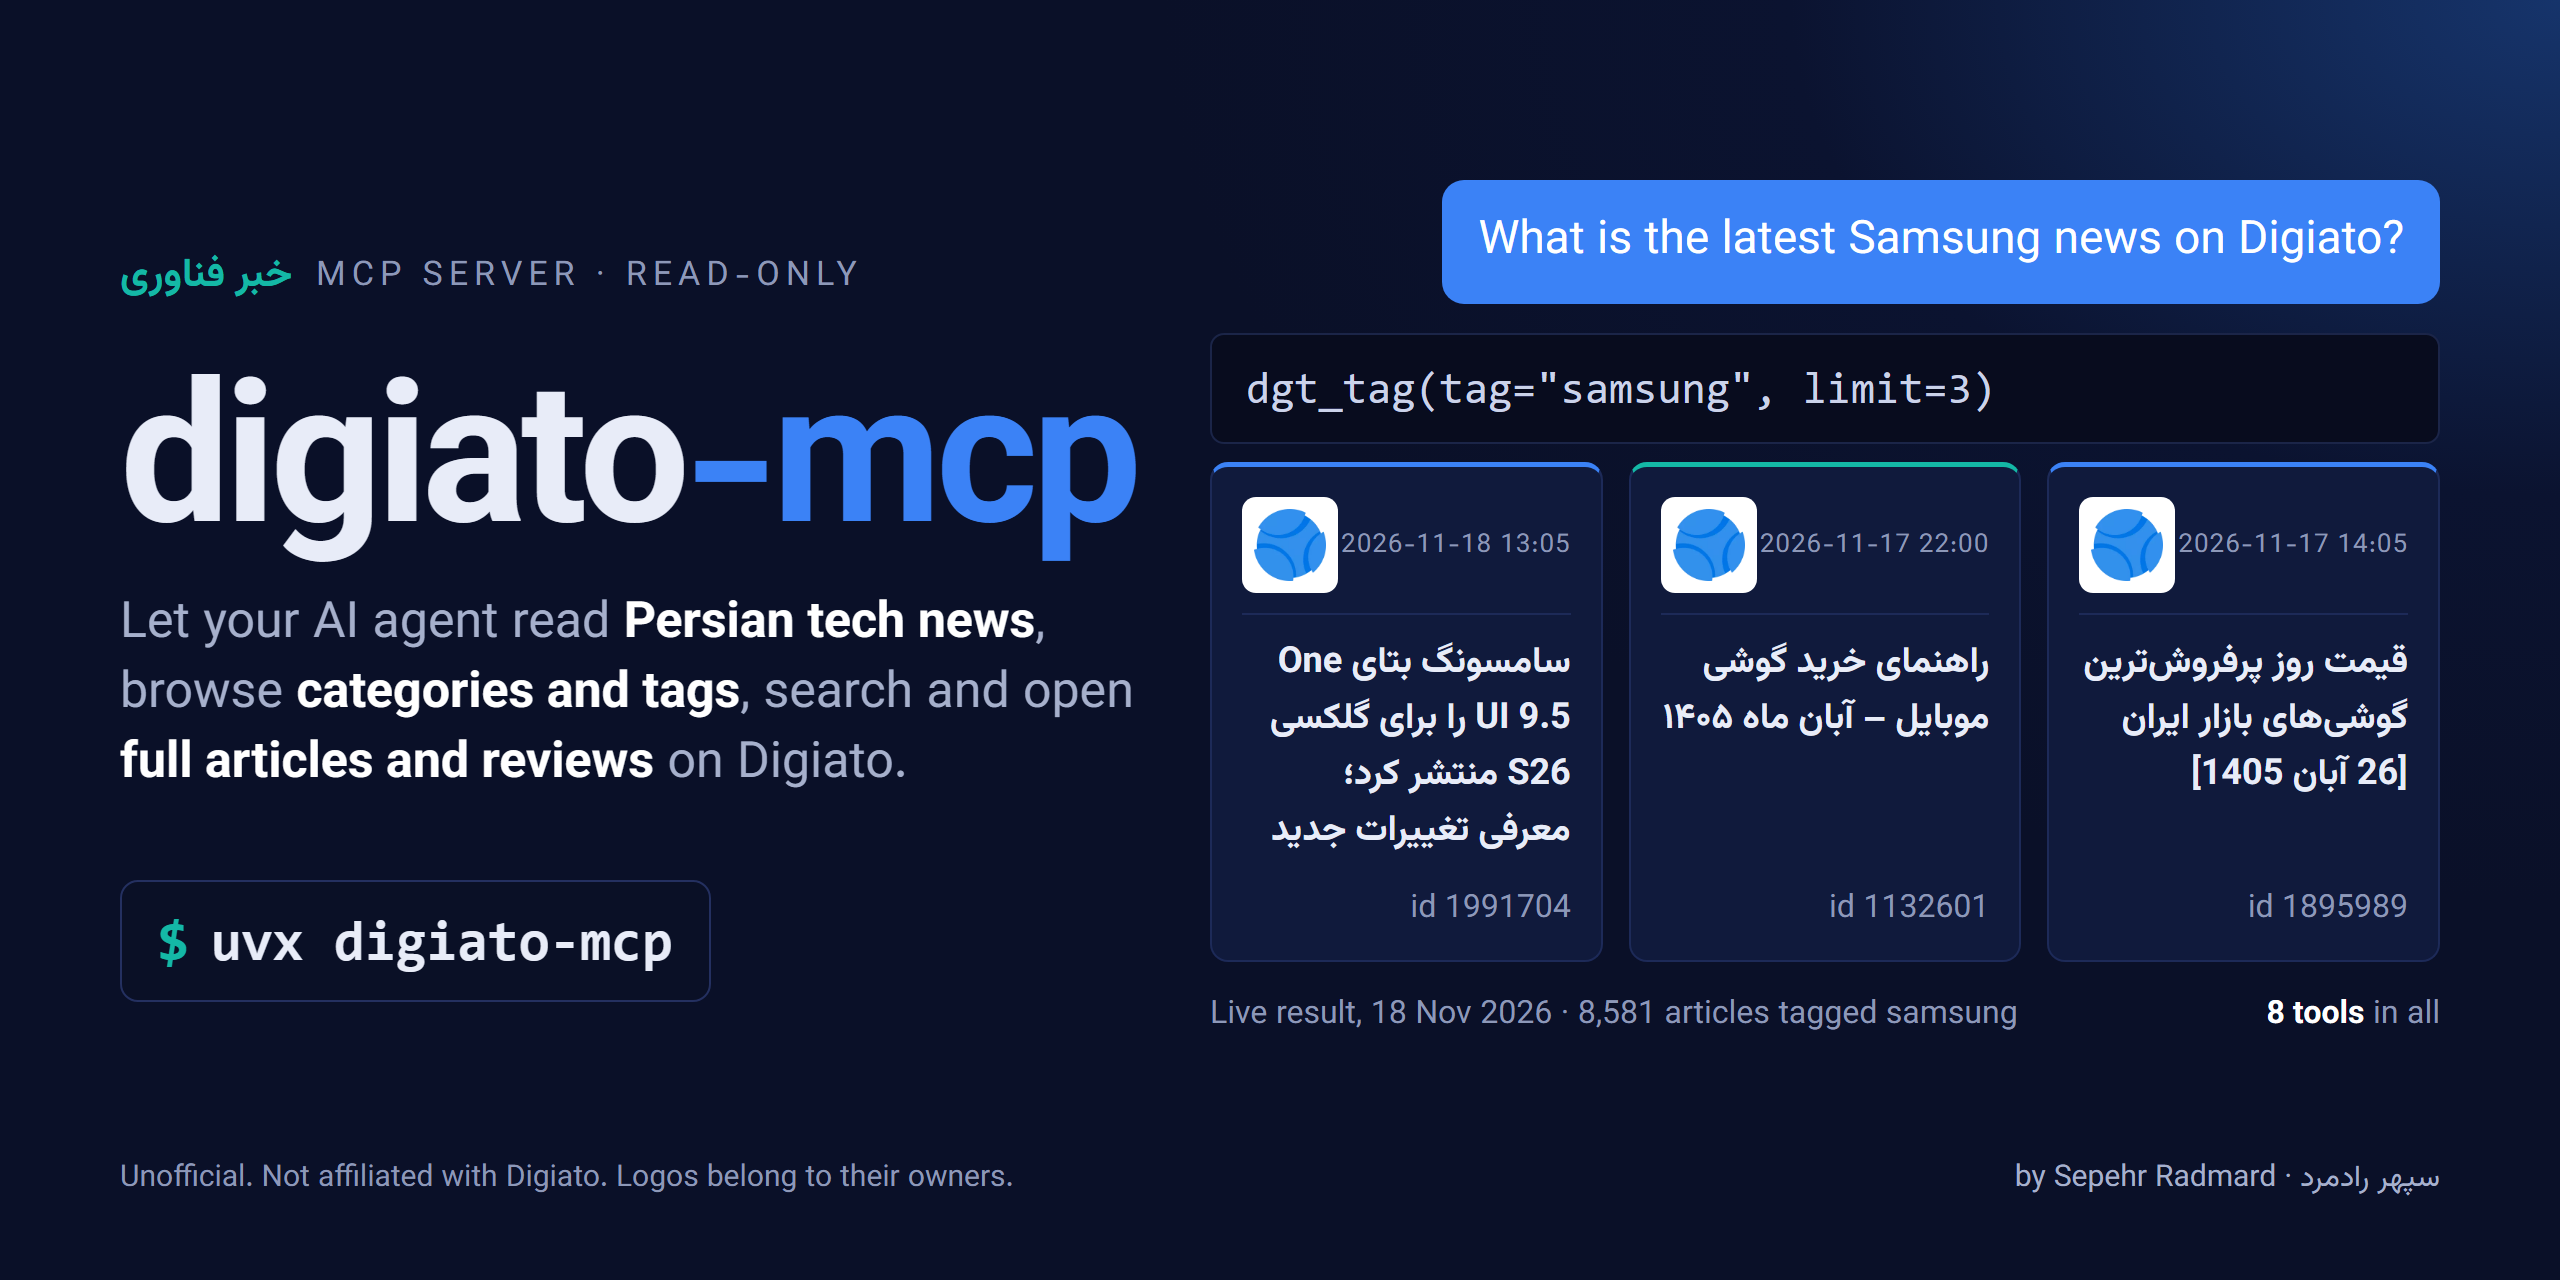 خبر فناوری MCP SERVER · READ-ONLY
digiato-mcp
Let your AI agent read Persian tech news,
browse categories and tags, search and open
full articles and reviews on Digiato.
$ uvx digiato-mcp
What is the latest Samsung news on Digiato?
dgt_tag(tag="samsung", limit=3)
2026-11-18 13:05
سامسونگ بتای One
UI 9.5 را برای گلکسی
S26 منتشر کرد؛
معرفی تغییرات جدید
id 1991704
2026-11-17 22:00
راهنمای خرید گوشی
موبایل – آبان ماه ۱۴۰۵
id 1132601
2026-11-17 14:05
قیمت روز پرفروش‌ترین
گوشی‌های بازار ایران
[26 آبان 1405]
id 1895989
Live result, 18 Nov 2026 · 8,581 articles tagged samsung
8 tools in all
Unofficial. Not affiliated with Digiato. Logos belong to their owners.
by Sepehr Radmard · سپهر رادمرد